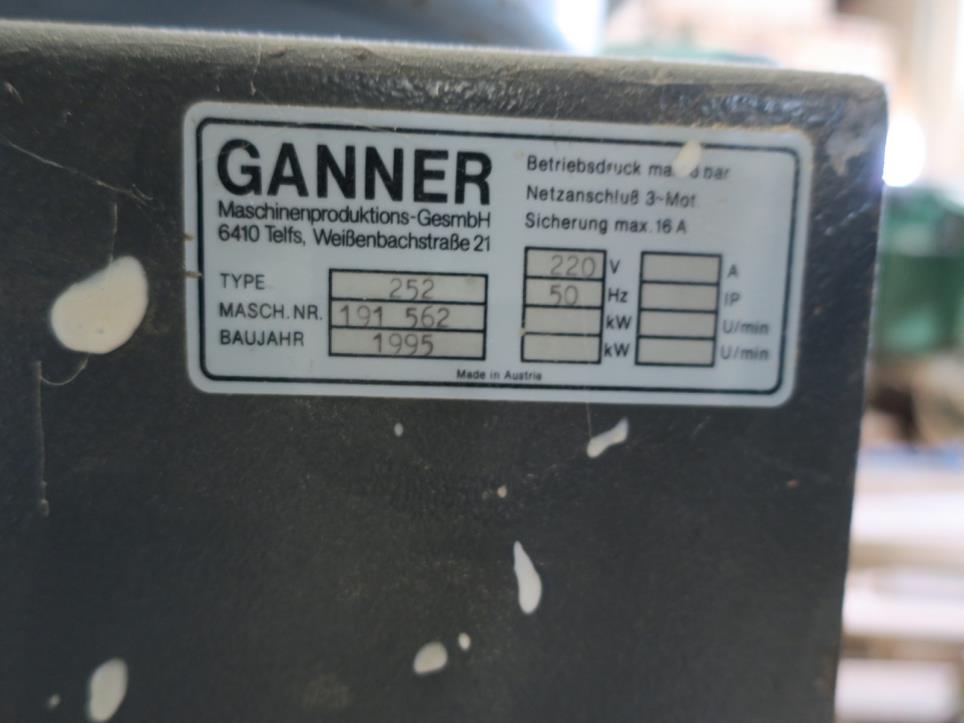 GANNER
Maschinenproduktions-GesmbH
6410 Telfs, Weißenbachstraße 21
TYPE 252
MASCH.NR. 191 562
BAUJAHR 1995
Betriebsdruck bar
Netzanschluß 3~Mot.
Sicherung max. 16 A
220 V A
50 Hz IP
kW U/min
kW U/min
Made in Austria